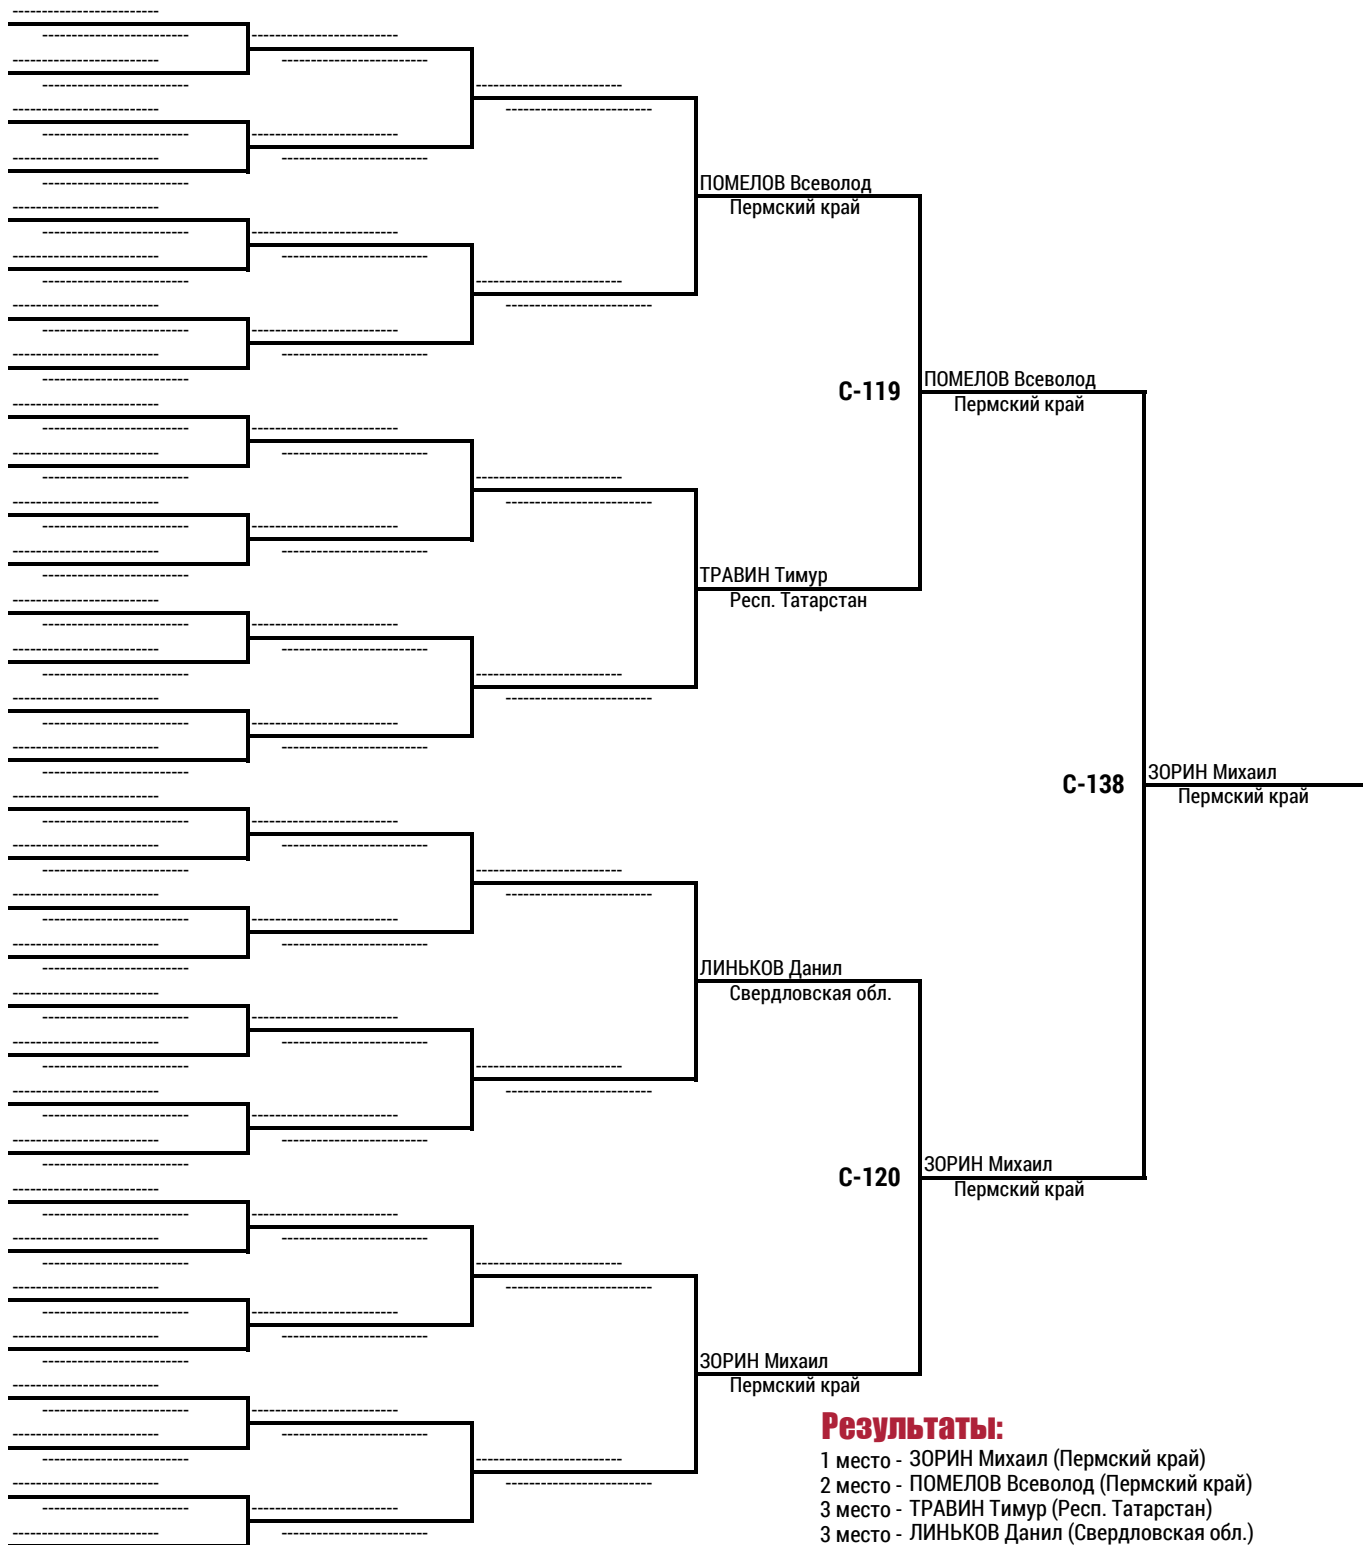 ПОМЕЛОВ Всеволод
Пермский край
C-119
ПОМЕЛОВ Всеволод
Пермский край
ТРАВИН Тимур
Респ. Татарстан
C-138
ЗОРИН Михаил
Пермский край
ЛИНЬКОВ Данил
Свердловская обл.
C-120
ЗОРИН Михаил
Пермский край
ЗОРИН Михаил
Пермский край
Результаты:
1 место - ЗОРИН Михаил (Пермский край)
2 место - ПОМЕЛОВ Всеволод (Пермский край)
3 место - ТРАВИН Тимур (Респ. Татарстан)
3 место - ЛИНЬКОВ Данил (Свердловская обл.)